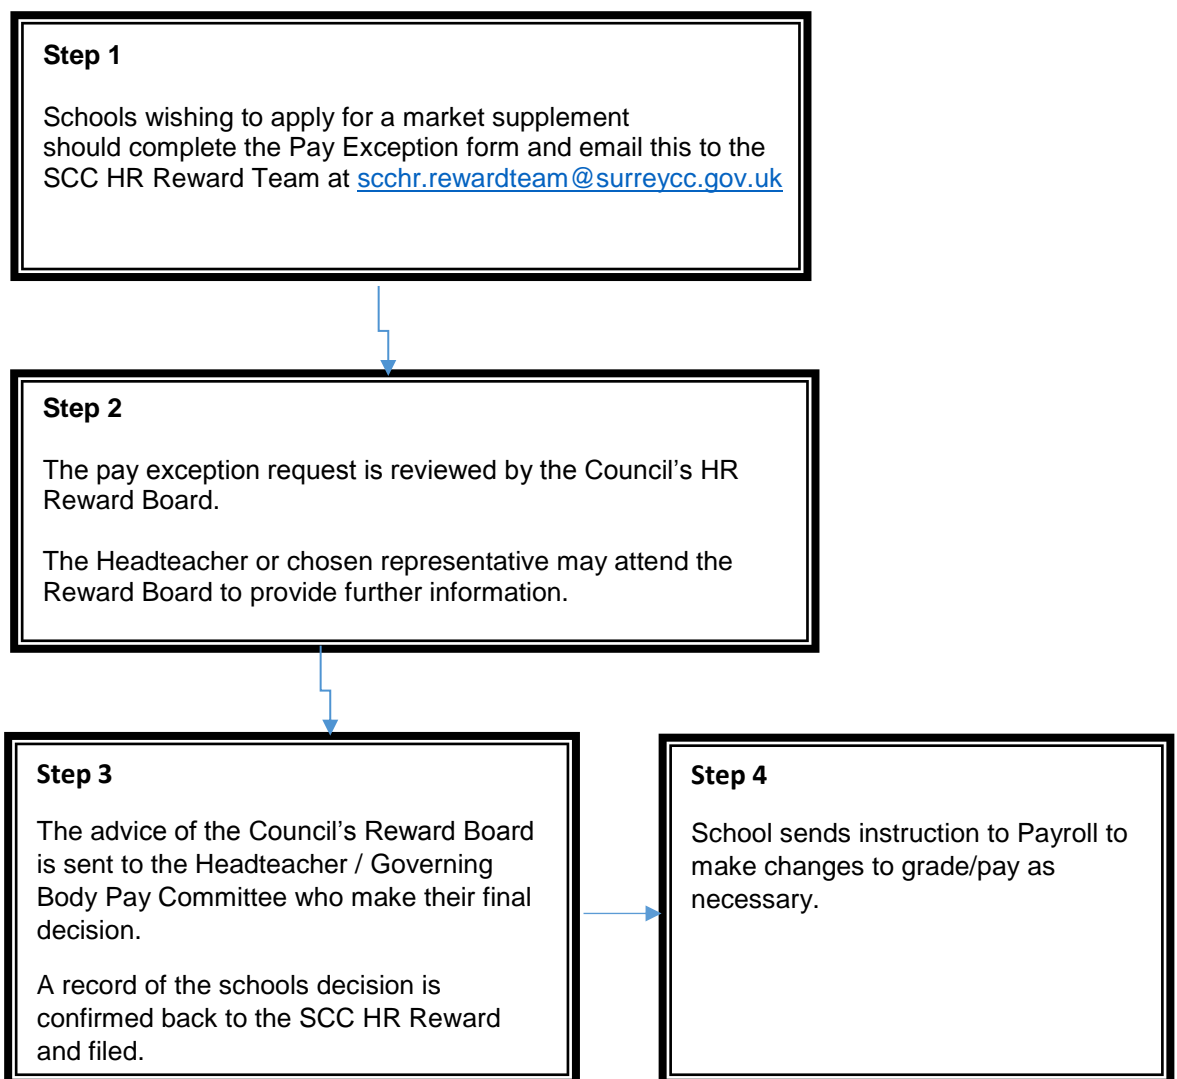 Step 1
Schools wishing to apply for a market supplement
should complete the Pay Exception form and email this to the
SCC HR Reward Team at scchr.rewardteam@surreycc.gov.uk
Step 2
The pay exception request is reviewed by the Council’s HR
Reward Board.
The Headteacher or chosen representative may attend the
Reward Board to provide further information.
Step 3
The advice of the Council’s Reward Board
is sent to the Headteacher / Governing
Body Pay Committee who make their final
decision.
A record of the schools decision is
confirmed back to the SCC HR Reward
and filed.
Step 4
School sends instruction to Payroll to
make changes to grade/pay as
necessary.